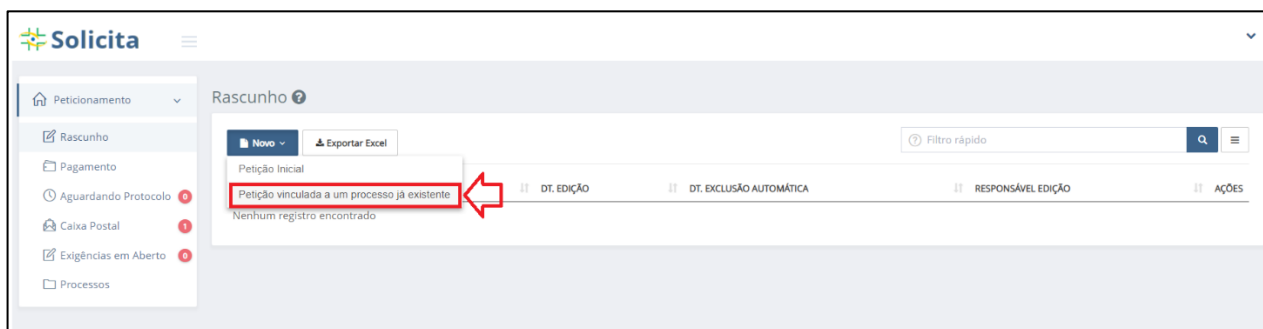 Solicita
Peticionamento
Rascunho
Pagamento
Aguardando Protocolo 0
Caixa Postal 1
Exigências em Aberto 0
Processos
Rascunho
Novo
Exportar Excel
Filtro rápido
Petição Inicial
Petição vinculada a um processo já existente
DT. EDIÇÃO DT. EXCLUSÃO AUTOMÁTICA RESPONSÁVEL EDIÇÃO AÇÕES
Nenhum registro encontrado